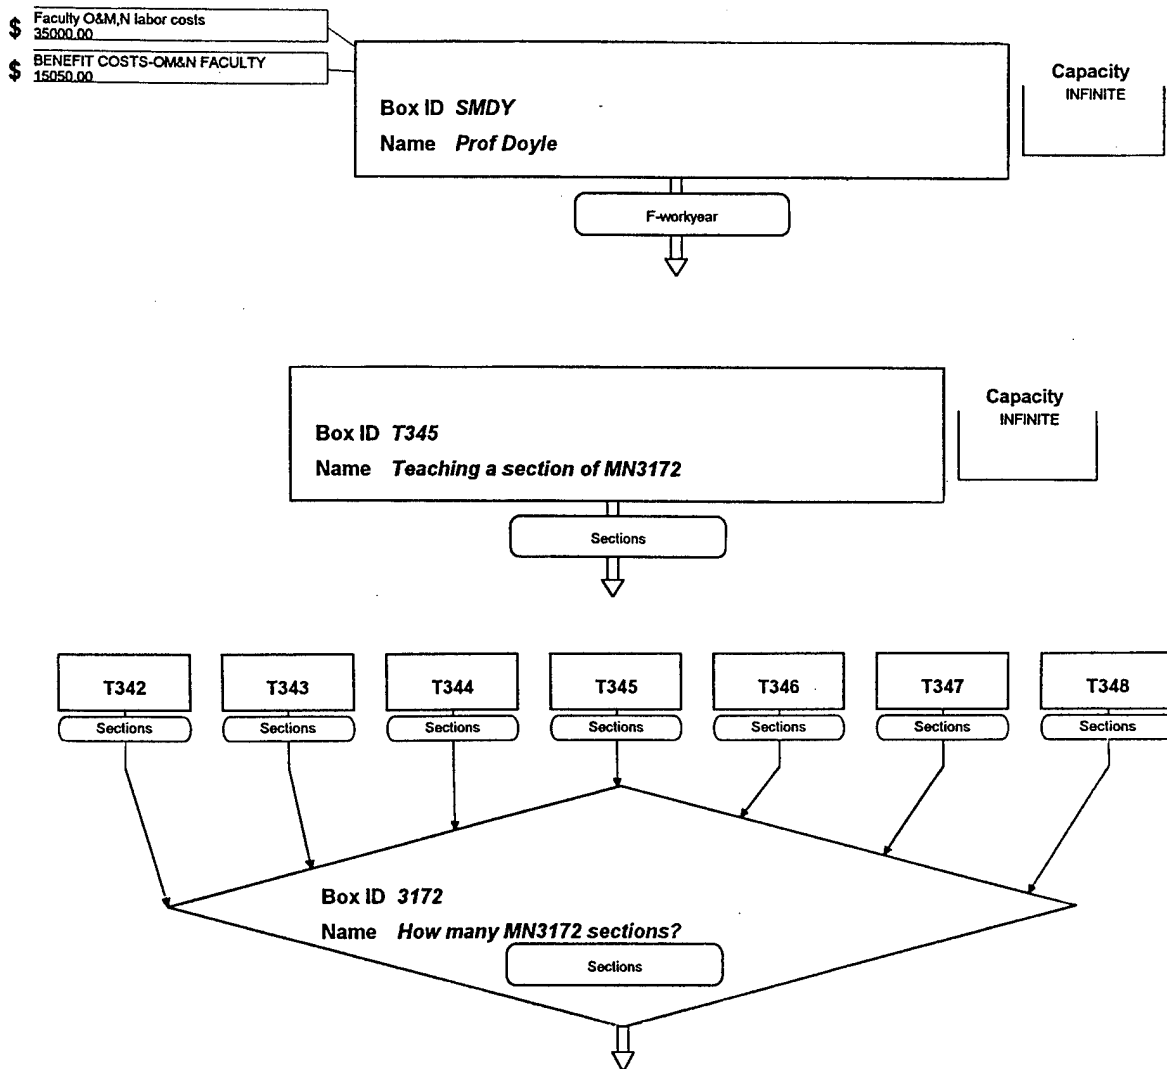 $ Faculty O&M,N labor costs
35000.00
$ BENEFIT COSTS-OM&N FACULTY
15050.00
Box ID SMDY
Name Prof Doyle
Capacity
INFINITE
F-workyear
Box ID T345
Name Teaching a section of MN3172
Capacity
INFINITE
Sections
T342 T343 T344 T345 T346 T347 T348
Sections Sections Sections Sections Sections Sections Sections
Box ID 3172
Name How many MN3172 sections?
Sections